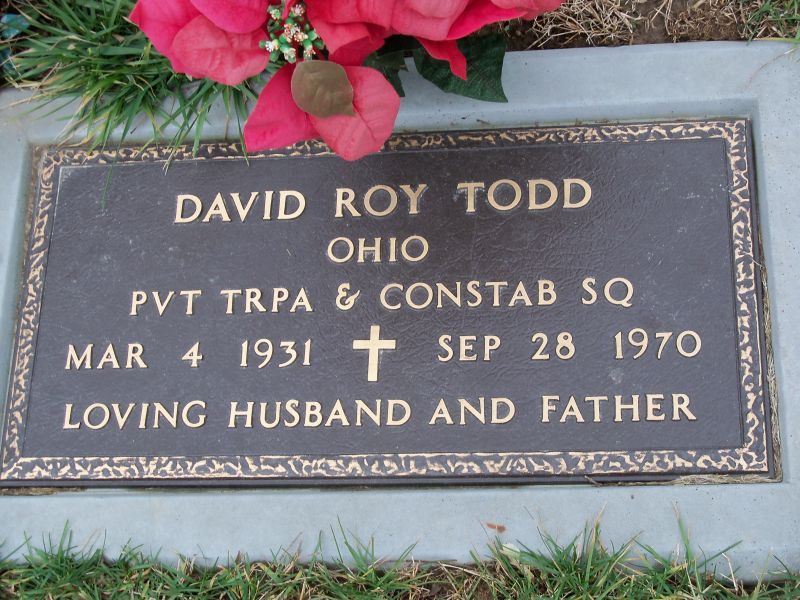 DAVID ROY TODD
OHIO
PVT TRPA & CONSTAB SQ
MAR 4 1931 SEP 28 1970
LOVING HUSBAND AND FATHER